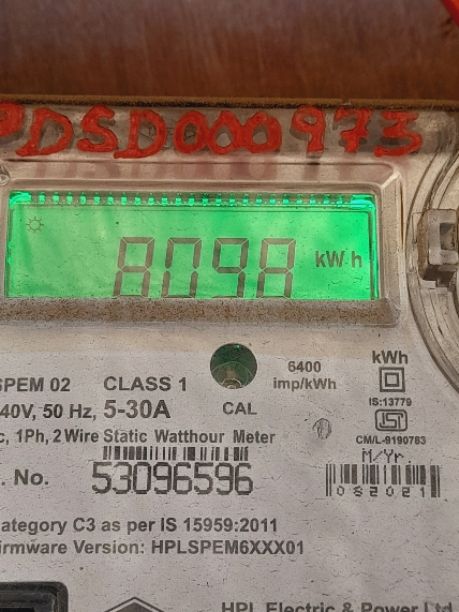 PDSD000973
8098 kWh
SPEM 02 CLASS 1
6400
imp/kWh
kWh
40V, 50 Hz, 5-30A CAL
IS:13779
c, 1Ph, 2 Wire Static Watthour Meter
CM/L-9190783
M/Yr.
. No. 53096596
082021
ategory C3 as per IS 15959:2011
irmware Version: HPLSPEM6XXX01
HPL Electric & Power Ltd